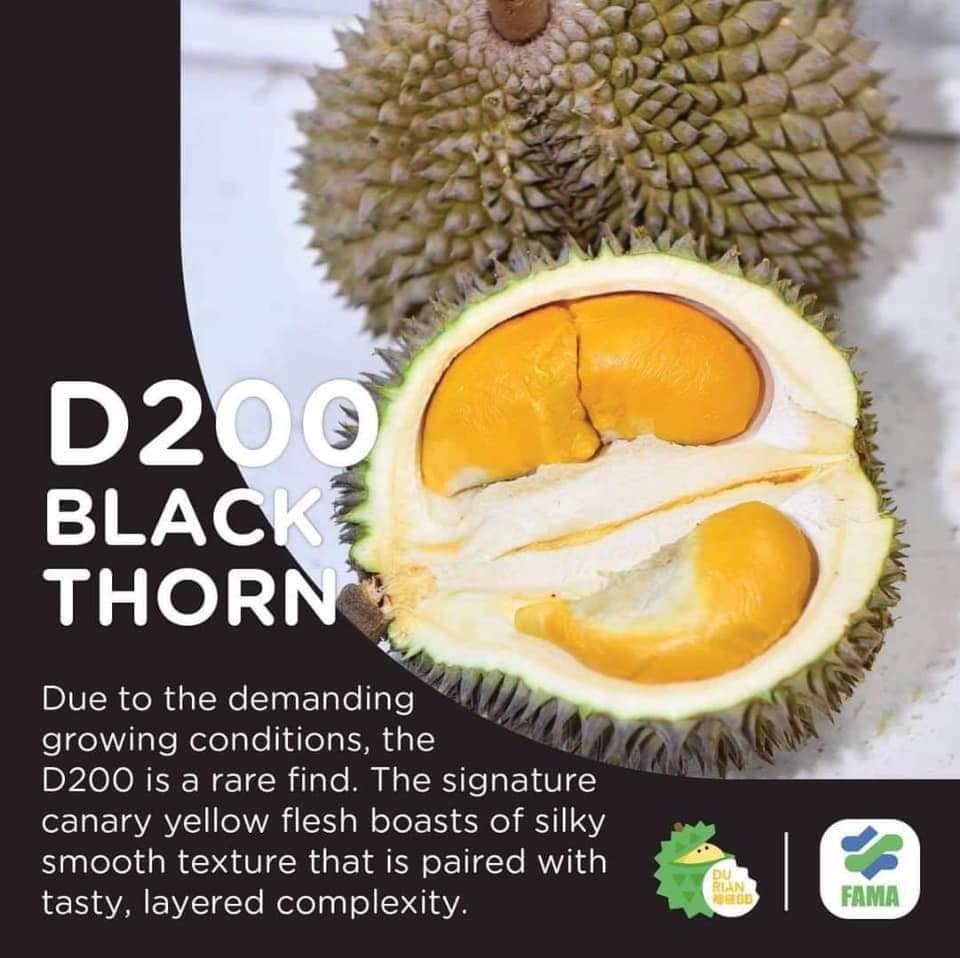 D200
BLACK
THORN
Due to the demanding
growing conditions, the
D200 is a rare find. The signature
canary yellow flesh boasts of silky
smooth texture that is paired with
tasty, layered complexity.
DU
RIAN
FAMA